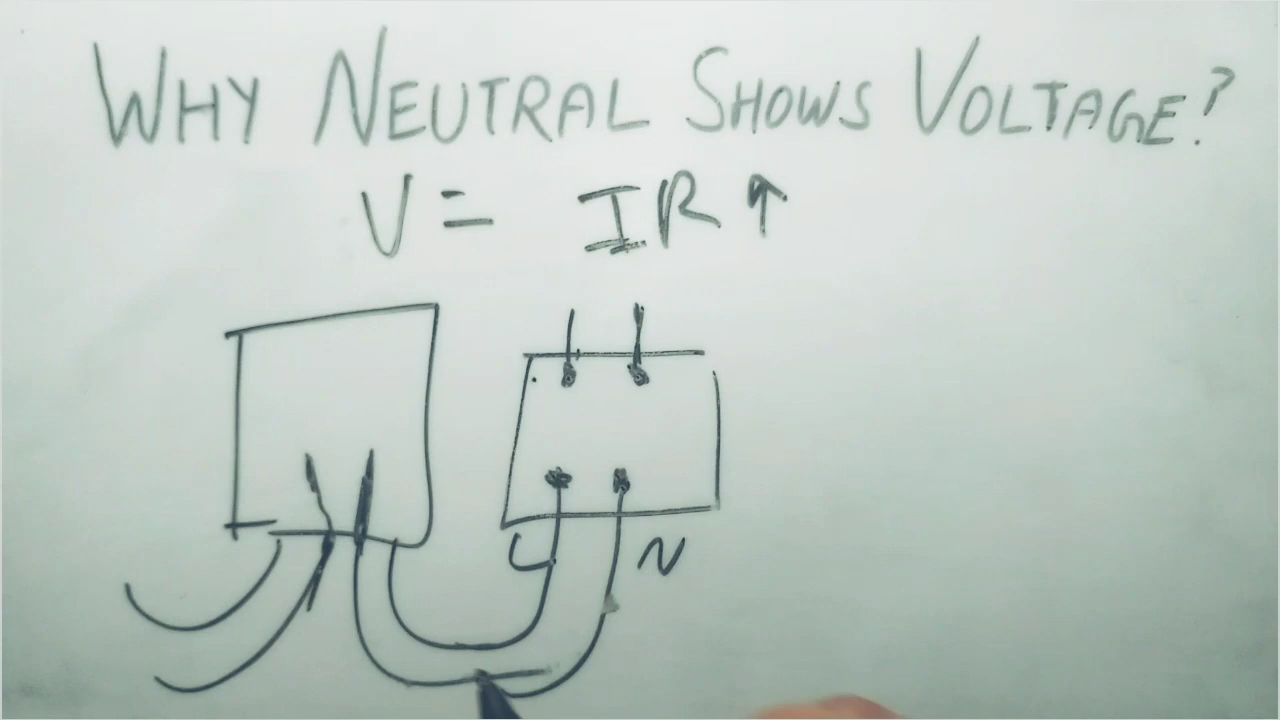 WHY NEUTRAL SHOWS VOLTAGE?
V = IR ↑
L N